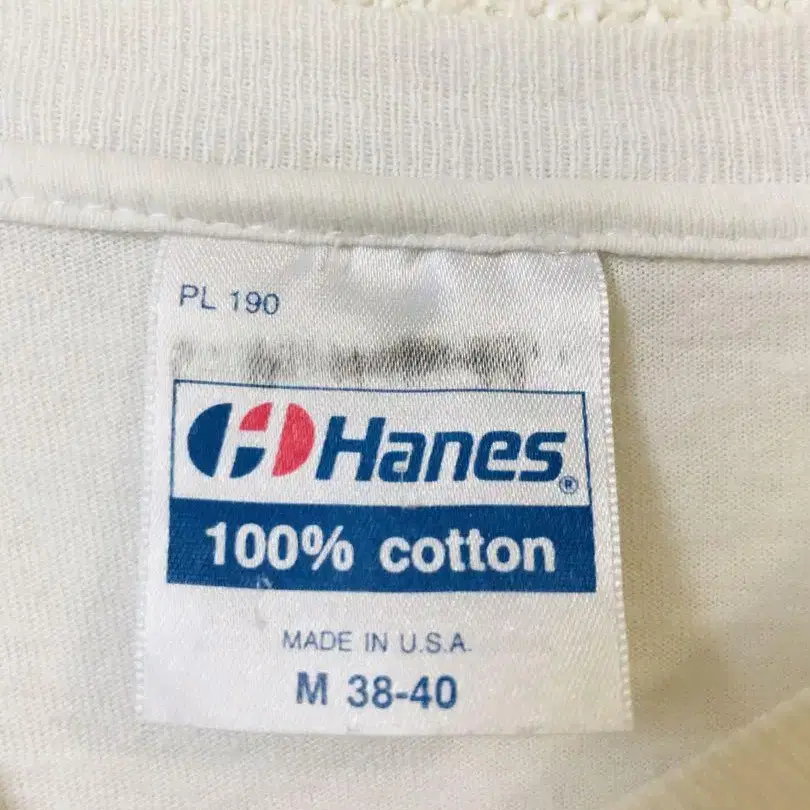 PL 190
Hanes®
100% cotton
MADE IN U.S.A.
M 38-40